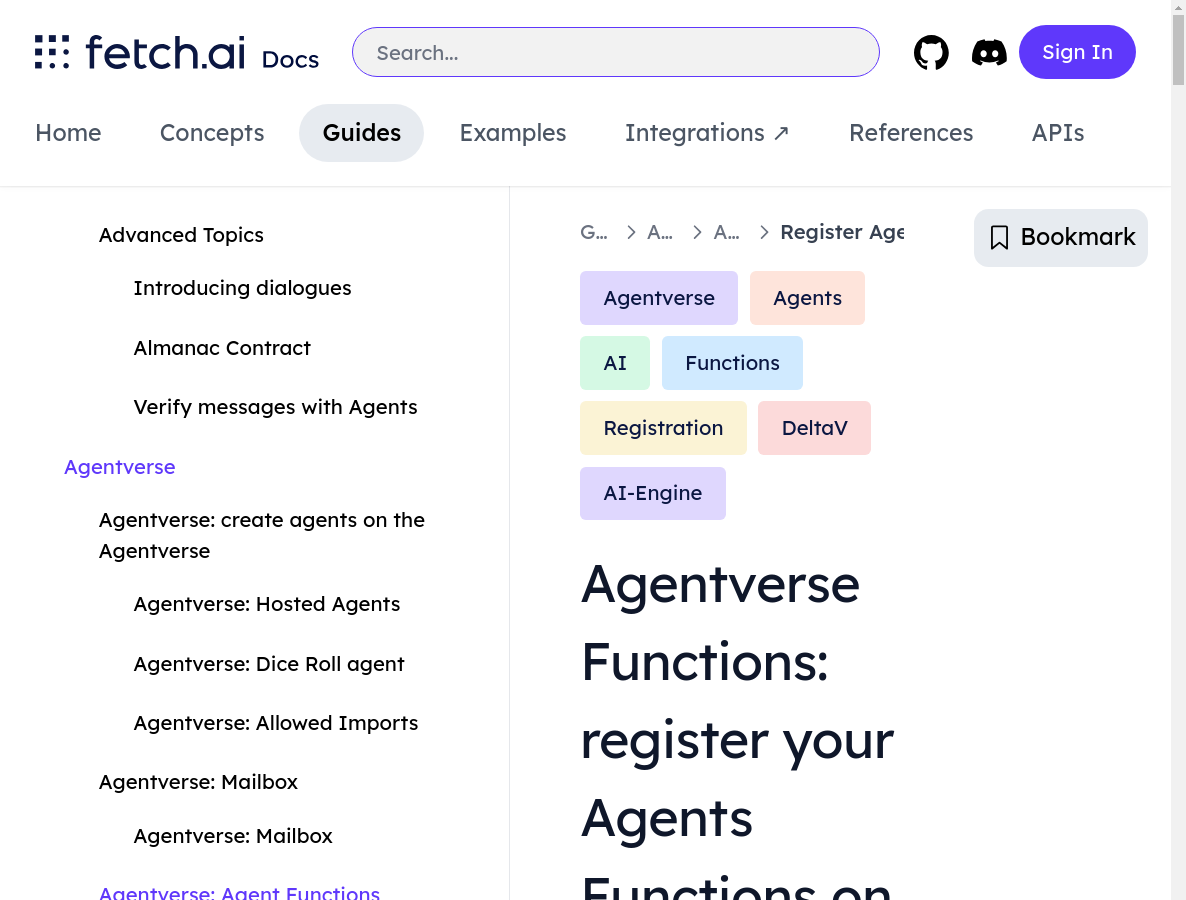 fetch.ai Docs
Search...
Sign In
Home Concepts Guides Examples Integrations ↗ References APIs
Advanced Topics
Introducing dialogues
Almanac Contract
Verify messages with Agents
Agentverse
Agentverse: create agents on the
Agentverse
Agentverse: Hosted Agents
Agentverse: Dice Roll agent
Agentverse: Allowed Imports
Agentverse: Mailbox
Agentverse: Mailbox
Agentverse: Agent Functions
G... > A... > A... > Register Age
Bookmark
Agentverse Agents
AI Functions
Registration DeltaV
AI-Engine
Agentverse
Functions:
register your
Agents
Functions on